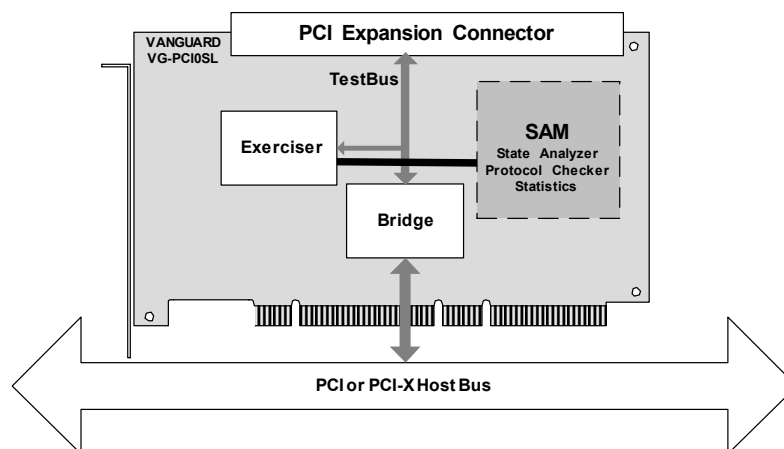 PCI Expansion Connector
VANGUARD
VG-PCI0SL
TestBus
SAM
State Analyzer
Protocol Checker
Statistics
Exerciser
Bridge
PCI or PCI-X Host Bus